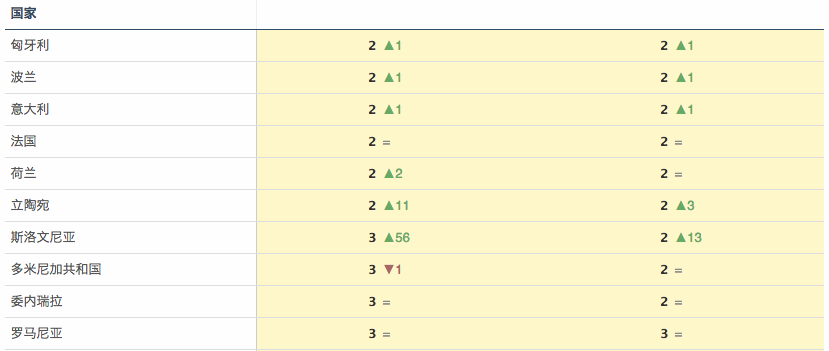 国家
匈牙利 2 ▲1 2 ▲1
波兰 2 ▲1 2 ▲1
意大利 2 ▲1 2 ▲1
法国 2 = 2 =
荷兰 2 ▲2 2 =
立陶宛 2 ▲11 2 ▲3
斯洛文尼亚 3 ▲56 2 ▲13
多米尼加共和国 3 ▼1 2 =
委内瑞拉 3 = 2 =
罗马尼亚 3 = 3 =